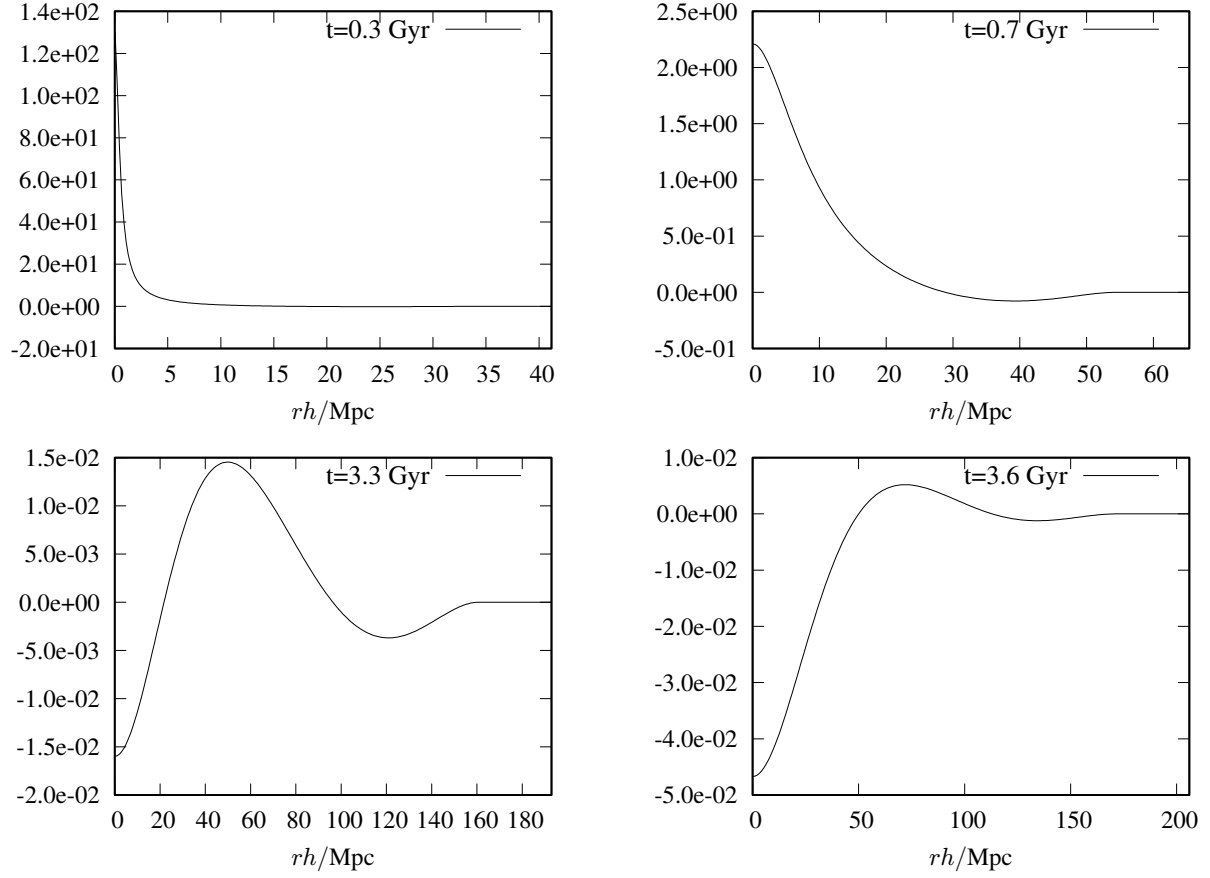 t=0.3 Gyr
1.4e+02
1.2e+02
1.0e+02
8.0e+01
6.0e+01
4.0e+01
2.0e+01
0.0e+00
-2.0e+01
0 5 10 15 20 25 30 35 40
rh/Mpc
t=0.7 Gyr
2.5e+00
2.0e+00
1.5e+00
1.0e+00
5.0e-01
0.0e+00
-5.0e-01
0 10 20 30 40 50 60
rh/Mpc
t=3.3 Gyr
1.5e-02
1.0e-02
5.0e-03
0.0e+00
-5.0e-03
-1.0e-02
-1.5e-02
-2.0e-02
0 20 40 60 80 100 120 140 160 180
rh/Mpc
t=3.6 Gyr
1.0e-02
0.0e+00
-1.0e-02
-2.0e-02
-3.0e-02
-4.0e-02
-5.0e-02
0 50 100 150 200
rh/Mpc